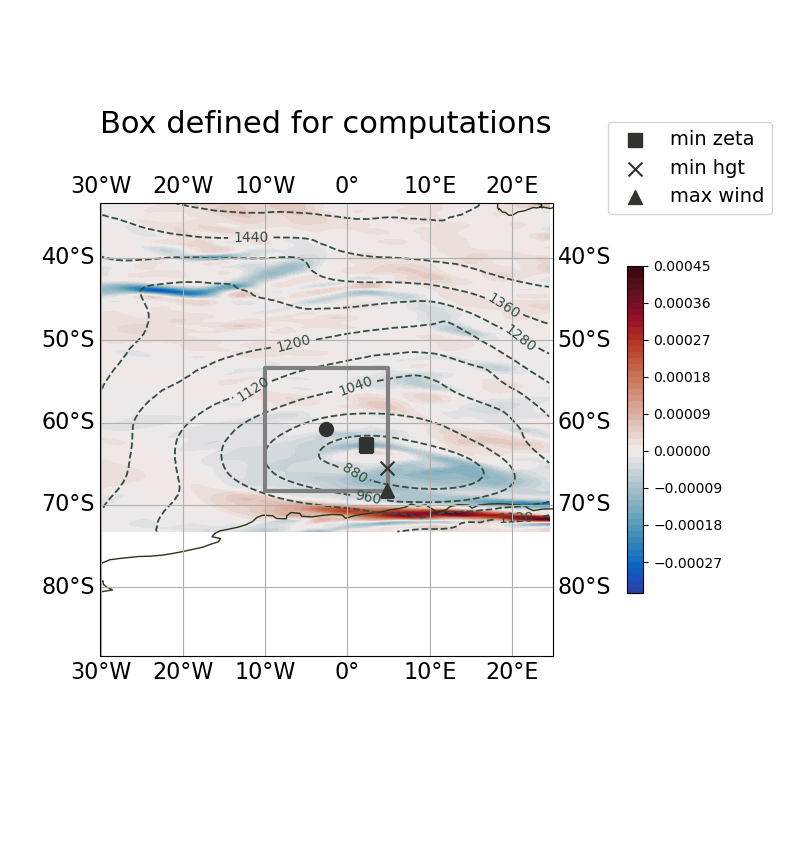 Box defined for computations
min zeta
min hgt
max wind
30°W 20°W 10°W 0° 10°E 20°E
40°S 40°S
50°S 50°S
60°S 60°S
70°S 70°S
80°S 80°S
30°W 20°W 10°W 0° 10°E 20°E
1440
1360
1280
1200
1120
1040
880
960
1120
0.00045
0.00036
0.00027
0.00018
0.00009
0.00000
−0.00009
−0.00018
−0.00027